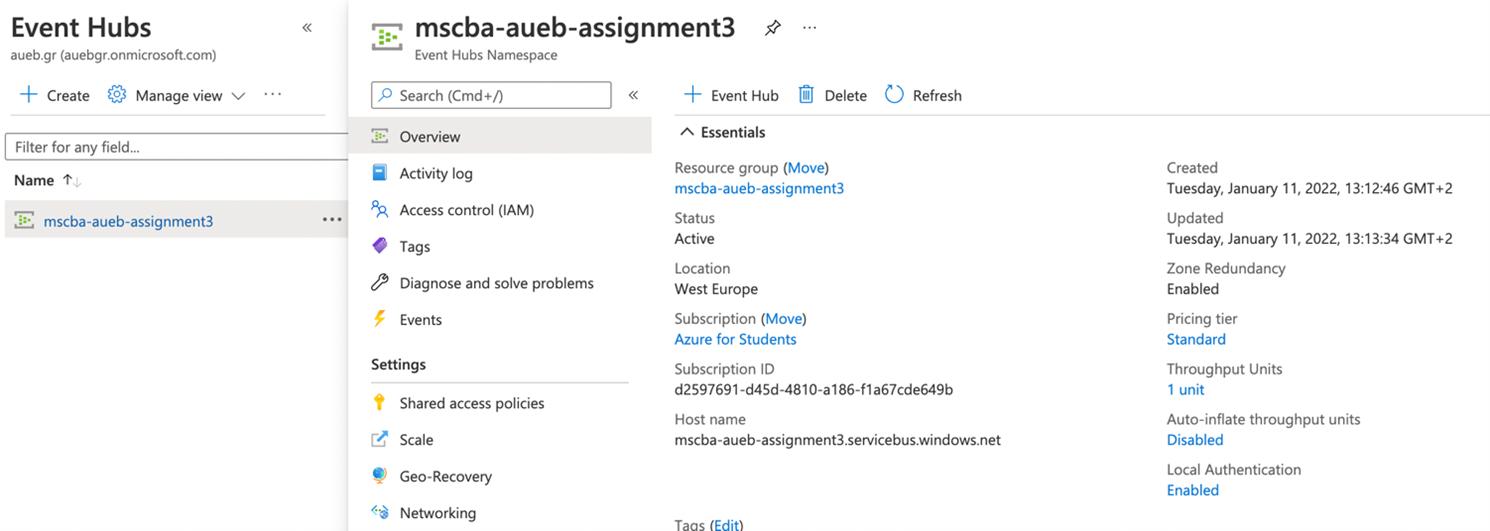 Event Hubs
«
aueb.gr (auebgr.onmicrosoft.com)
+ Create
Manage view
...
Filter for any field...
Name ↑↓
mscba-aueb-assignment3
...
mscba-aueb-assignment3
...
Event Hubs Namespace
Search (Cmd+/)
«
Overview
Activity log
Access control (IAM)
Tags
Diagnose and solve problems
Events
Settings
Shared access policies
Scale
Geo-Recovery
Networking
+ Event Hub
Delete
Refresh
Essentials
Resource group (Move)
mscba-aueb-assignment3
Status
Active
Location
West Europe
Subscription (Move)
Azure for Students
Subscription ID
d2597691-d45d-4810-a186-f1a67cde649b
Host name
mscba-aueb-assignment3.servicebus.windows.net
Tags (Edit)
Created
Tuesday, January 11, 2022, 13:12:46 GMT+2
Updated
Tuesday, January 11, 2022, 13:13:34 GMT+2
Zone Redundancy
Enabled
Pricing tier
Standard
Throughput Units
1 unit
Auto-inflate throughput units
Disabled
Local Authentication
Enabled